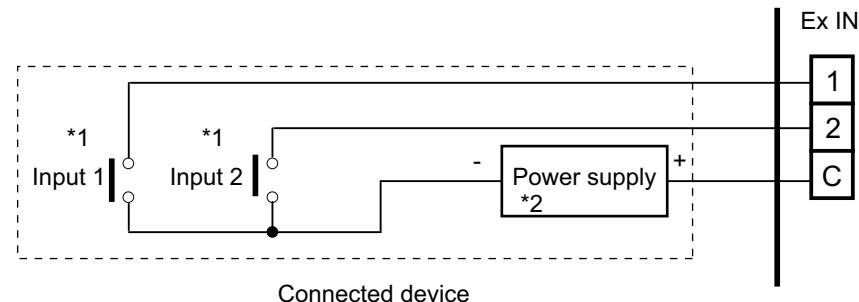 Ex IN
1
*1
*1
2
Input 1
Input 2
-
+
Power supply
*2
C
Connected device